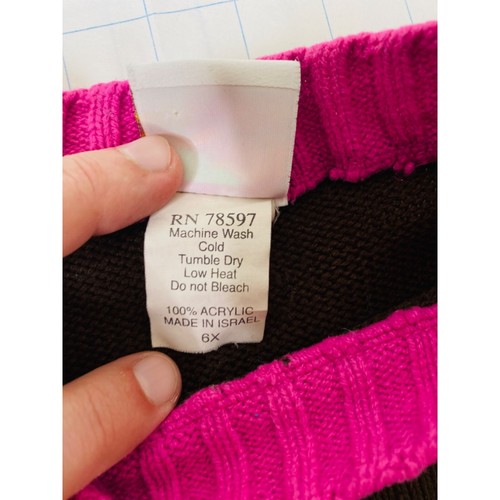 RN 78597
Machine Wash
Cold
Tumble Dry
Low Heat
Do not Bleach
100% ACRYLIC
MADE IN ISRAEL
6X